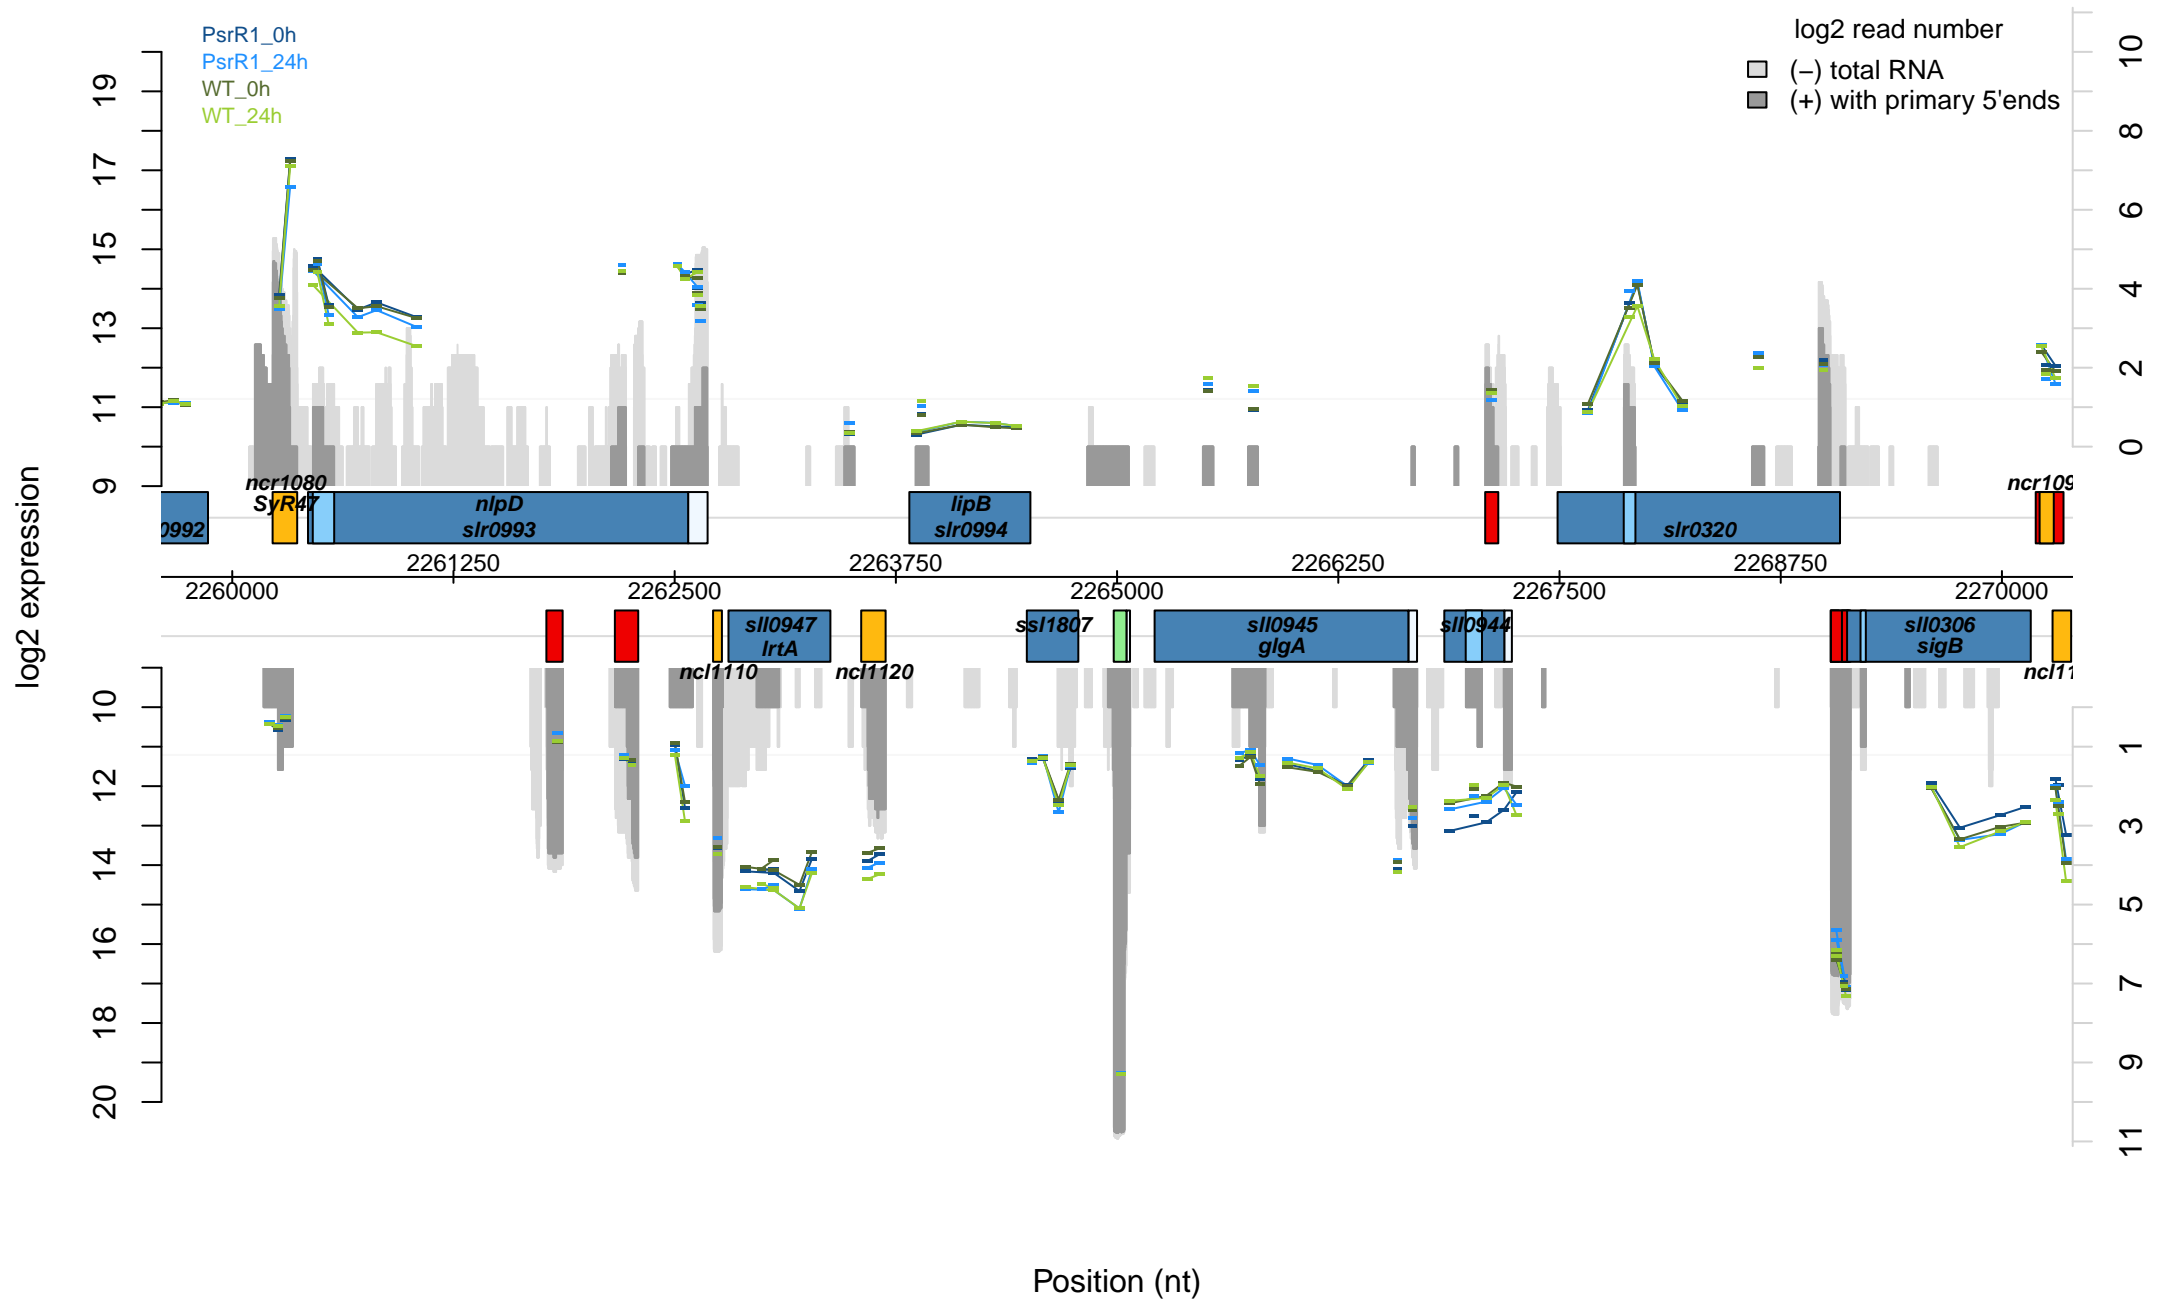 PsrR1_0h
PsrR1_24h
WT_0h
WT_24h
log2 read number
(−) total RNA
(+) with primary 5'ends
19
17
15
13
11
9
10
8
6
4
2
0
log2 expression
ncr1080
SyR47
0992
nlpD
slr0993
lipB
slr0994
slr0320
ncr109
2261250
2263750
2266250
2268750
2260000
2262500
2265000
2267500
2270000
sll0947
lrtA
ncl1110
ncl1120
ssl1807
sll0945
glgA
sll0944
sll0306
sigB
ncl11
10
12
14
16
18
20
1
3
5
7
9
11
Position (nt)